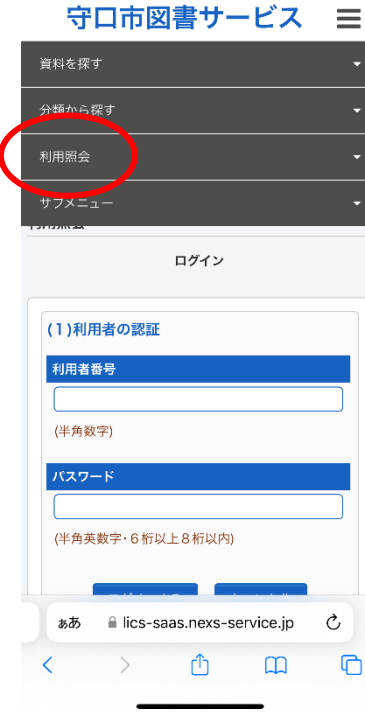 守口市図書サービス
資料を探す
分類から探す
利用照会
サブメニュー
ログイン
(1)利用者の認証
利用者番号
(半角数字)
パスワード
(半角英数字・6桁以上8桁以内)
ぁあ lics-saas.nexs-service.jp